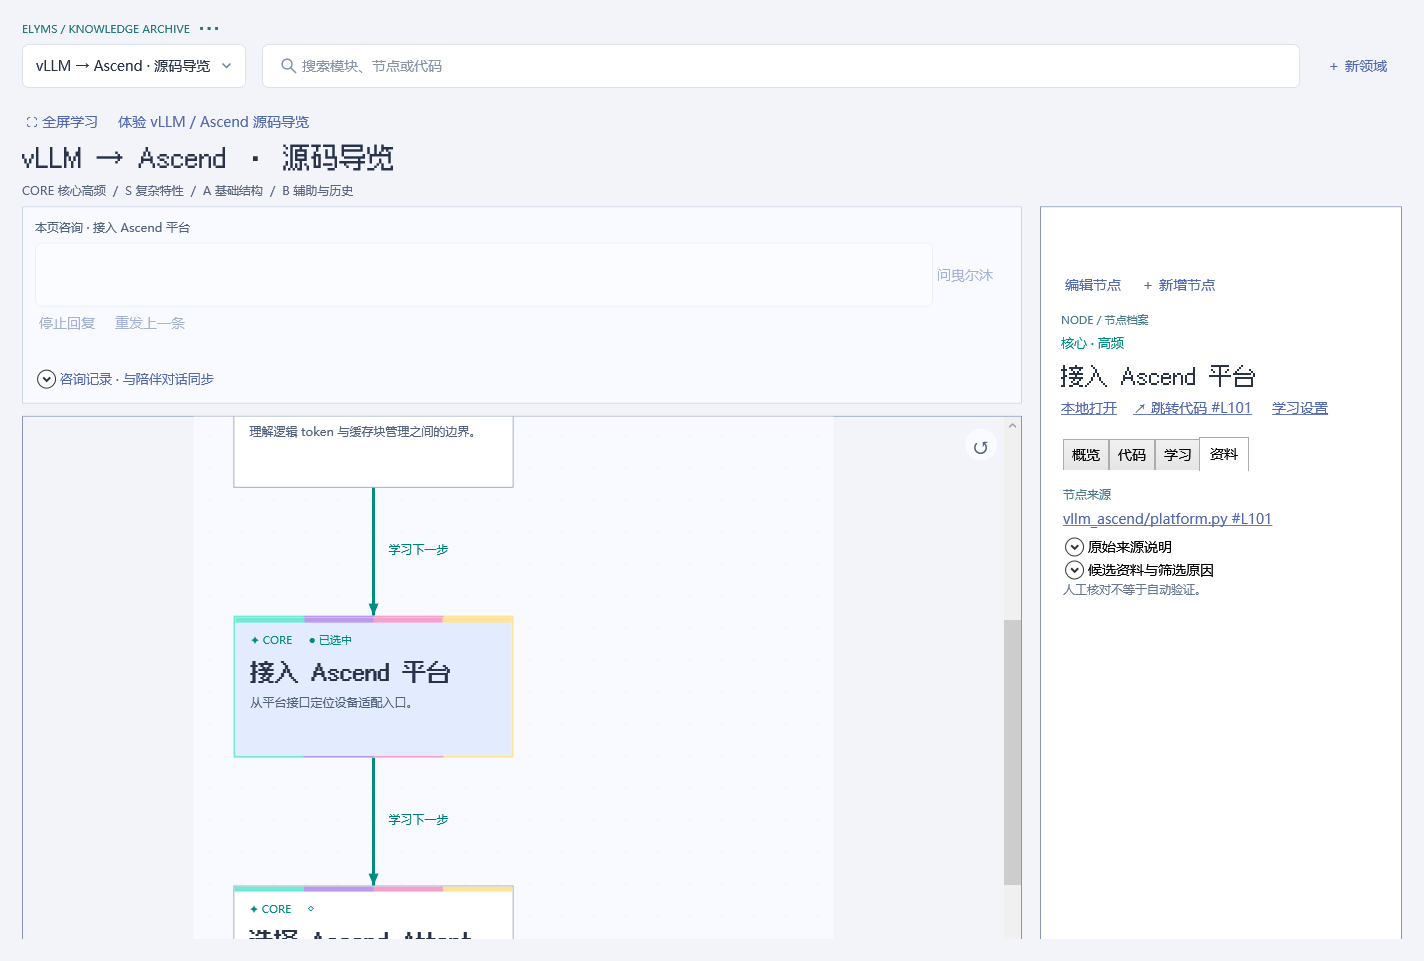 ELYMS / KNOWLEDGE ARCHIVE
vLLM → Ascend · 源码导览
搜索模块、节点或代码
+ 新领域
全屏学习 体验 vLLM / Ascend 源码导览
vLLM → Ascend · 源码导览
CORE 核心高频 / S 复杂特性 / A 基础结构 / B 辅助与历史
本页咨询 · 接入 Ascend 平台
问曳尔沐
停止回复 重发上一条
咨询记录 · 与陪伴对话同步
理解逻辑 token 与缓存块管理之间的边界。
学习下一步
✦ CORE ● 已选中
接入 Ascend 平台
从平台接口定位设备适配入口。
学习下一步
✦ CORE ◇
选择 Ascend Attent
编辑节点 + 新增节点
NODE / 节点档案
核心 · 高频
接入 Ascend 平台
本地打开 ↗ 跳转代码 #L101 学习设置
概览 代码 学习 资料
节点来源
vllm_ascend/platform.py #L101
原始来源说明
候选资料与筛选原因
人工核对不等于自动验证。